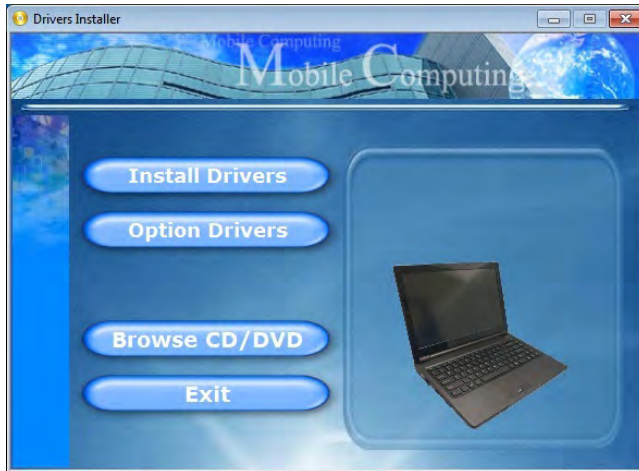 Drivers Installer
Mobile Computing
Mobile Computing
Install Drivers
Option Drivers
Browse CD/DVD
Exit